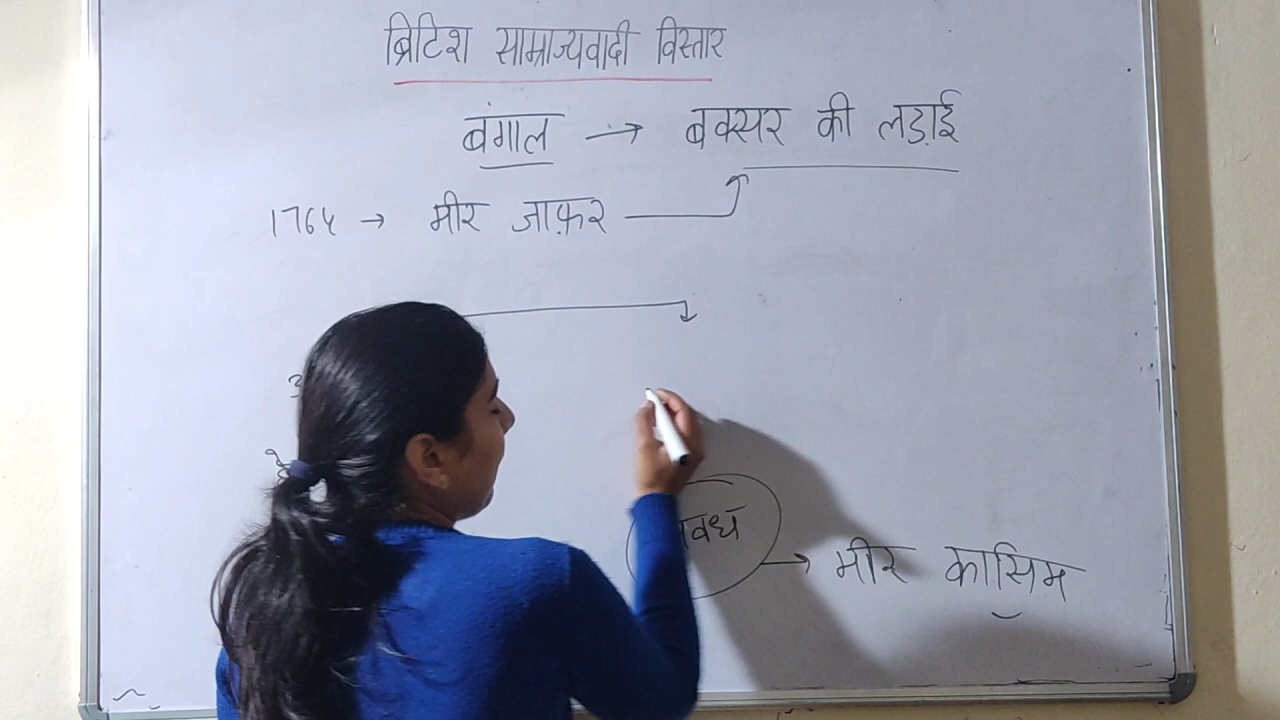 ब्रिटिश साम्राज्यवादी विस्तार
बंगाल → बक्सर की लड़ाई
1764 → मीर जाफ़र
→ मीर कासिम